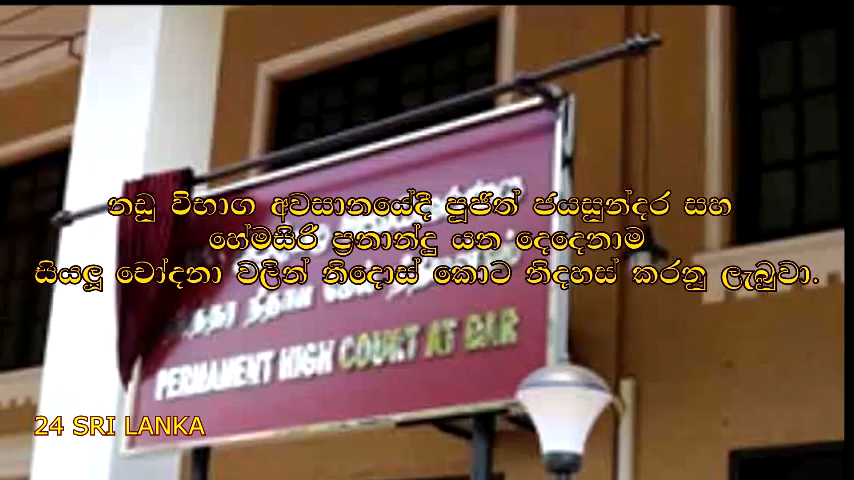 නඩු විභාග අවසානයේදී පූජිත් ජයසුන්දර සහ
හේමසිරි ප්‍රනාන්දු යන දෙදෙනාම
සියලූ චෝදනා වලින් නිදොස් කොට නිදහස් කරනු ලැබුවා.
PERMANENT HIGH COURT AT BAR
24 SRI LANKA